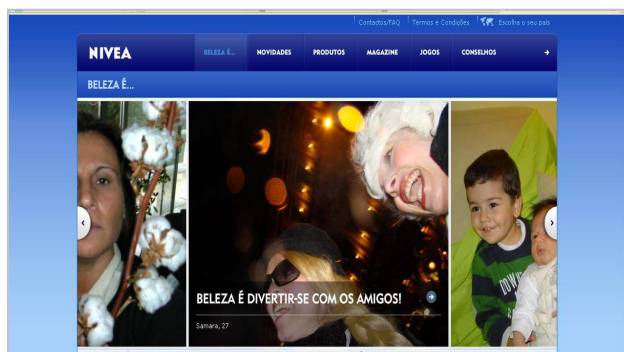 Contactos/FAQ Termos e Condições Escolha o seu país
NIVEA BELEZA É... NOVIDADES PRODUTOS MAGAZINE JOGOS CONSELHOS
BELEZA É...
BELEZA É DIVERTIR-SE COM OS AMIGOS!
Samara, 27